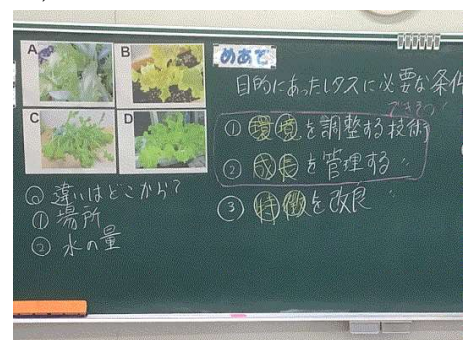 A
B
C
D
◎ 違いはどこから?
① 場所
② 水の量
めあて
目的にあったレタスに必要な条件
できそう
① 環境を調整する技術
② 成長を管理する 〃
③ 特徴を改良 〃